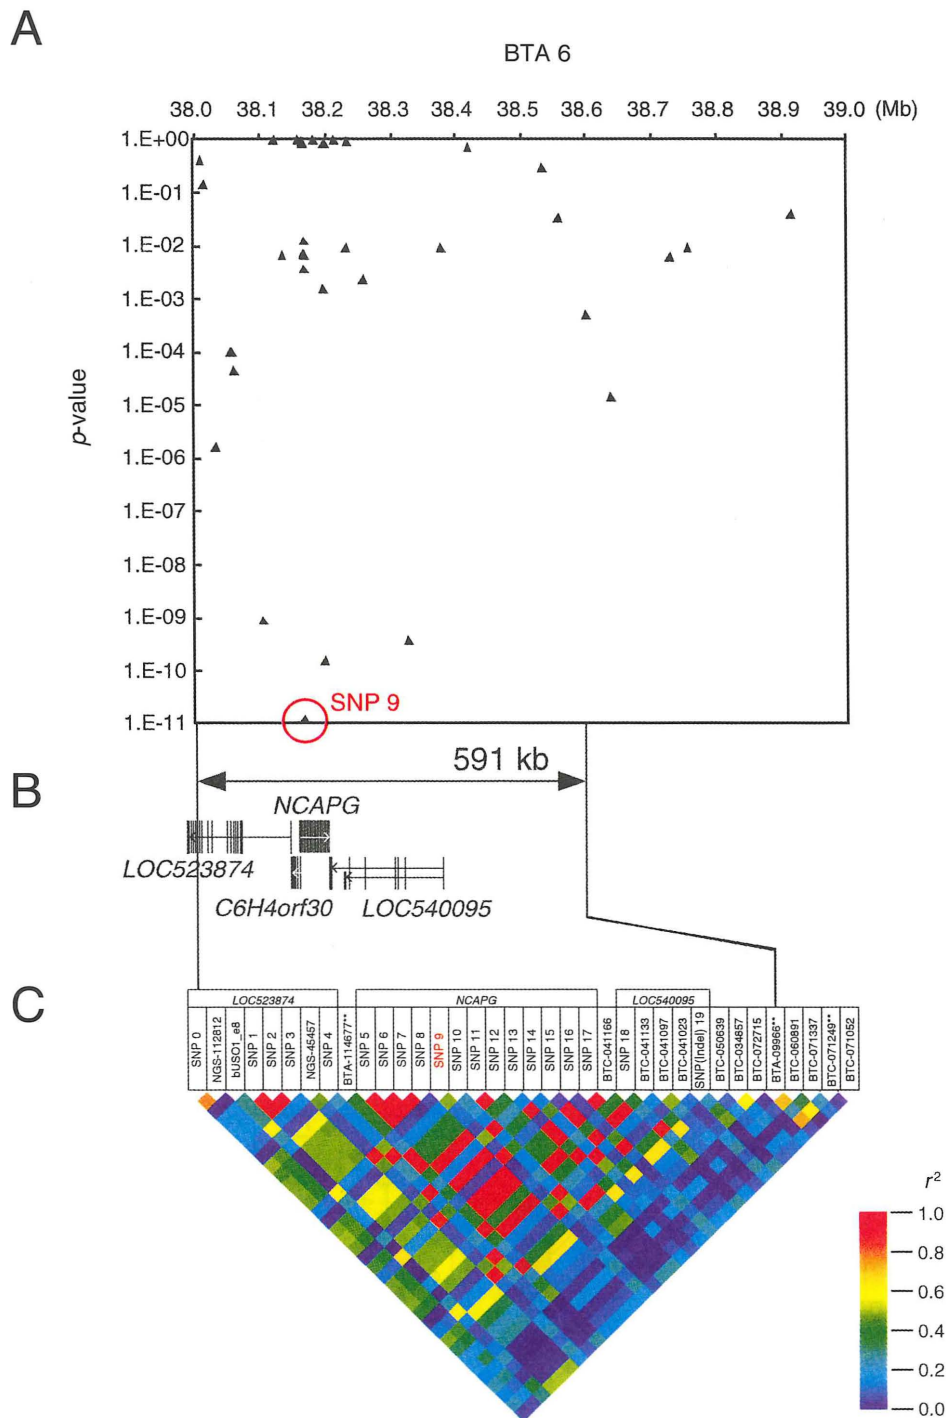 A
BTA 6
38.0 38.1 38.2 38.3 38.4 38.5 38.6 38.7 38.8 38.9 39.0 (Mb)
1.E+00
1.E-01
1.E-02
1.E-03
1.E-04
1.E-05
1.E-06
1.E-07
1.E-08
1.E-09
1.E-10
1.E-11
p-value
SNP 9
591 kb
B
NCAPG
LOC523874
C6H4orf30 LOC540095
C
LOC523874 NCAPG LOC540095
SNP 0
NGS-112812
bUSO1_e8
SNP 1
SNP 2
SNP 3
NGS-45457
SNP 4
BTA-114677**
SNP 5
SNP 6
SNP 7
SNP 8
SNP 9
SNP 10
SNP 11
SNP 12
SNP 13
SNP 14
SNP 15
SNP 16
SNP 17
BTC-041166
SNP 18
BTC-041133
BTC-041097
BTC-041023
SNP(Indel) 19
BTC-050639
BTC-034857
BTC-072715
BTA-09966**
BTC-060891
BTC-071337
BTC-071249**
BTC-071052
r²
1.0
0.8
0.6
0.4
0.2
0.0